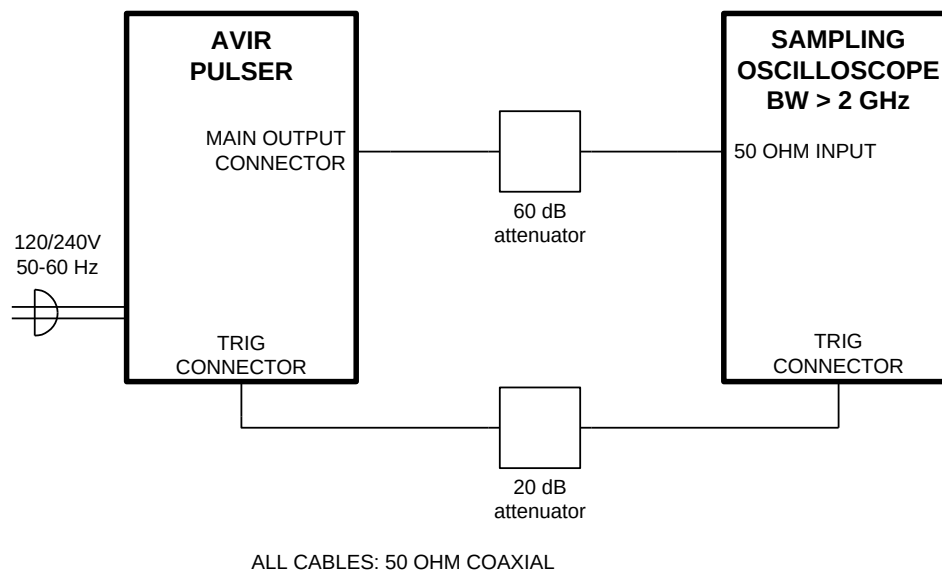 AVIR
PULSER
SAMPLING
OSCILLOSCOPE
BW > 2 GHz
MAIN OUTPUT
CONNECTOR
50 OHM INPUT
60 dB
attenuator
120/240V
50-60 Hz
TRIG
CONNECTOR
TRIG
CONNECTOR
20 dB
attenuator
ALL CABLES: 50 OHM COAXIAL